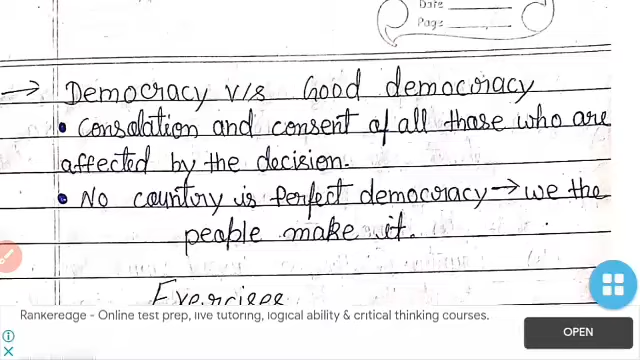 Date
Page
→ Democracy v/s Good democracy
• Consolation and consent of all those who are
affected by the decision.
• No country is perfect democracy → we the
people make it.
Exercises
Rankeredge - Online test prep, live tutoring, logical ability & critical thinking courses.
OPEN